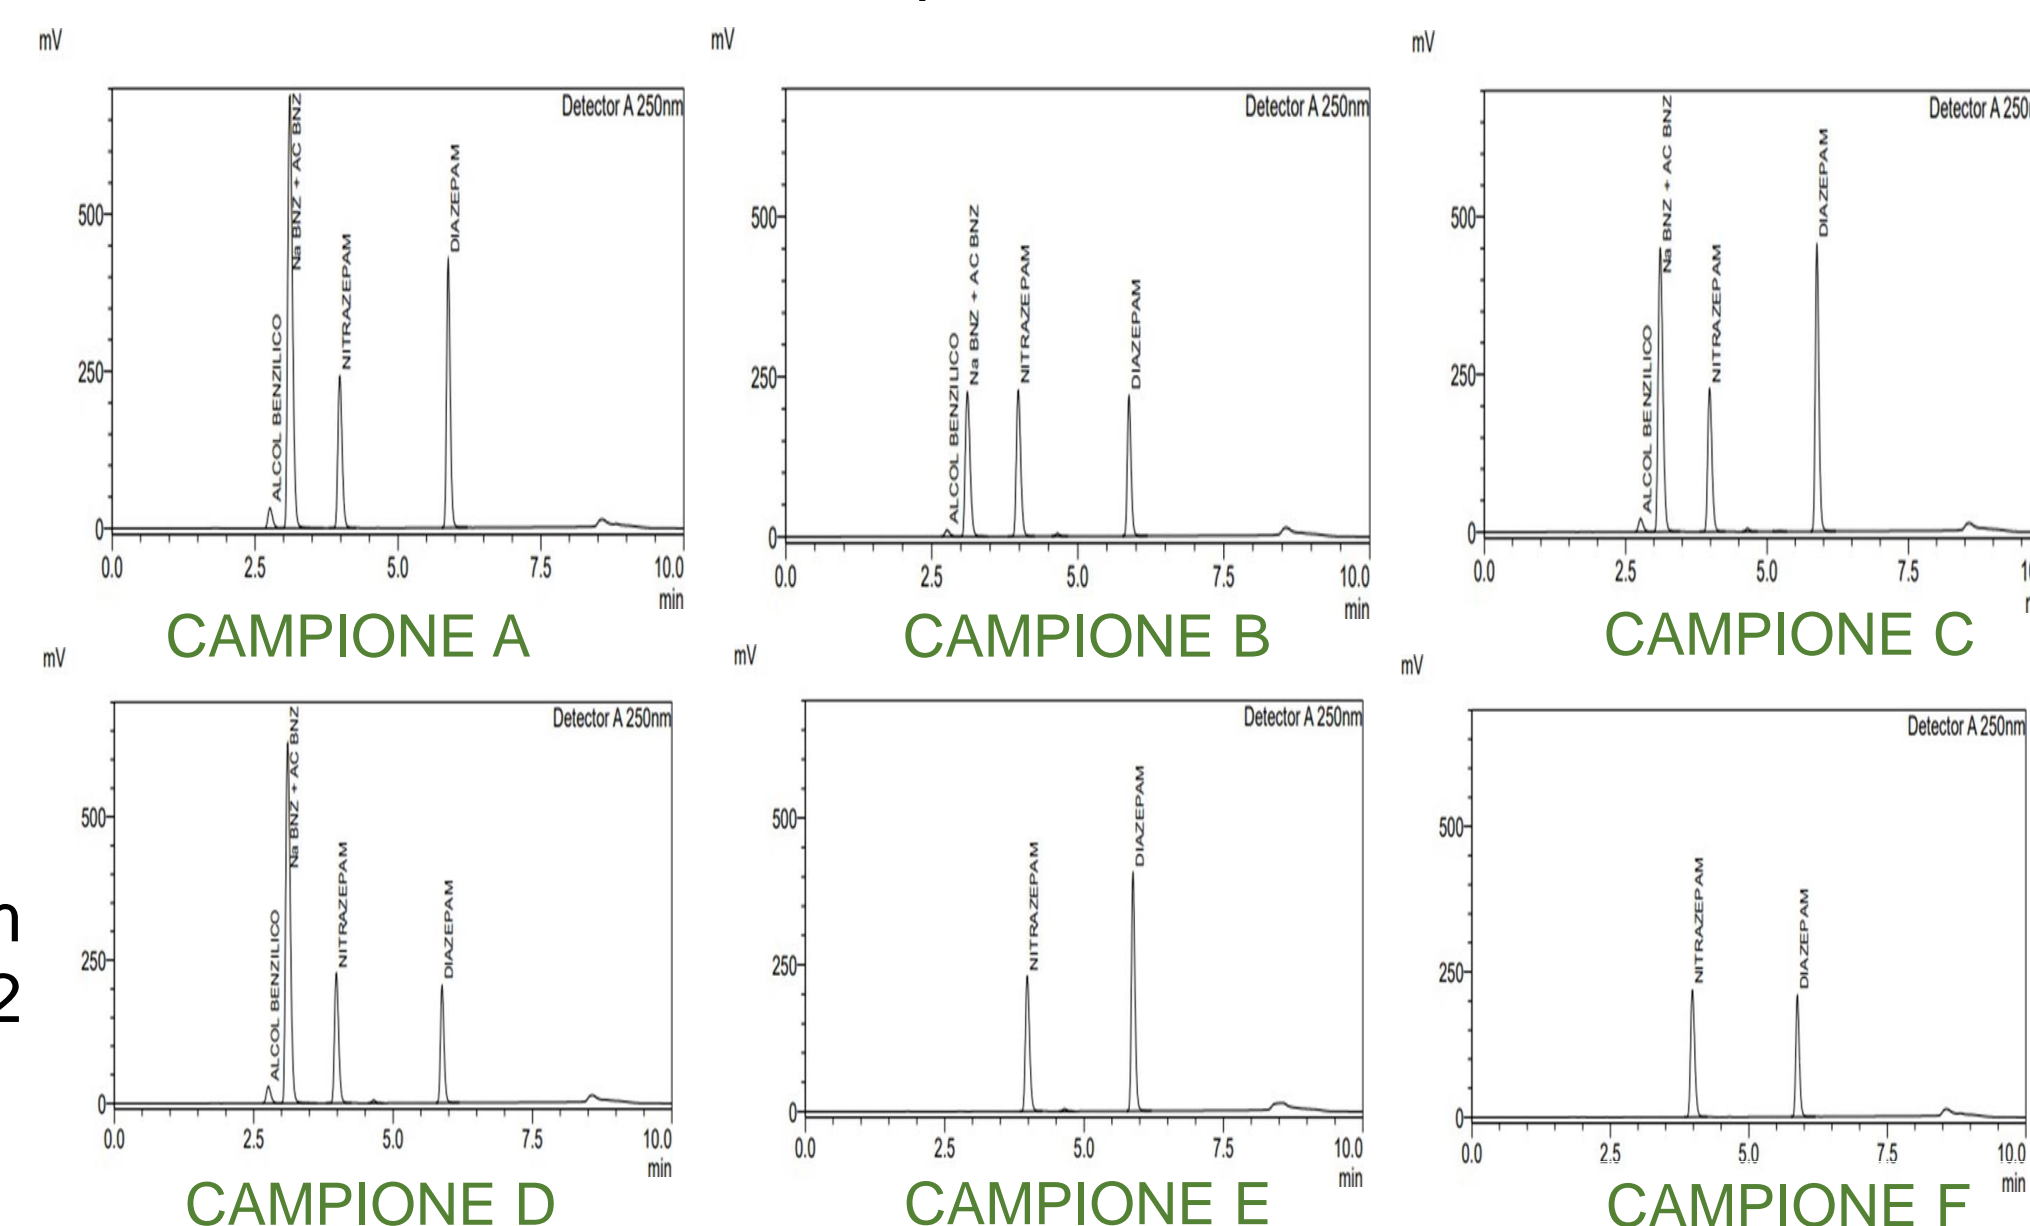 mV
Detector A 250nm
500
250
0
ALCOL BENZILICO
Na BNZ + AC BNZ
NITRAZEPAM
DIAZEPAM
0.0 2.5 5.0 7.5 10.0
min
CAMPIONE A
mV
Detector A 250nm
500
250
0
ALCOL BENZILICO
Na BNZ + AC BNZ
NITRAZEPAM
DIAZEPAM
0.0 2.5 5.0 7.5 10.0
min
CAMPIONE B
mV
Detector A 250
500
250
0
ALCOL BENZILICO
Na BNZ + AC BNZ
NITRAZEPAM
DIAZEPAM
0.0 2.5 5.0 7.5
CAMPIONE C
mV
Detector A 250nm
500
250
0
ALCOL BENZILICO
Na BNZ + AC BNZ
NITRAZEPAM
DIAZEPAM
0.0 2.5 5.0 7.5 10.0
min
CAMPIONE D
mV
Detector A 250nm
500
250
0
NITRAZEPAM
DIAZEPAM
0.0 2.5 5.0 7.5 10.0
min
CAMPIONE E
mV
Detector A 250nm
500
250
0
NITRAZEPAM
DIAZEPAM
0.0 2.5 5.0 7.5 10.0
min
CAMPIONE F
2